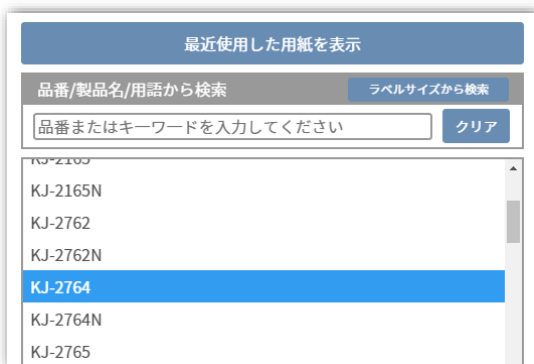 最近使用した用紙を表示
品番/製品名/用語から検索
ラベルサイズから検索
品番またはキーワードを入力してください
クリア
KJ-2165
KJ-2165N
KJ-2762
KJ-2762N
KJ-2764
KJ-2764N
KJ-2765